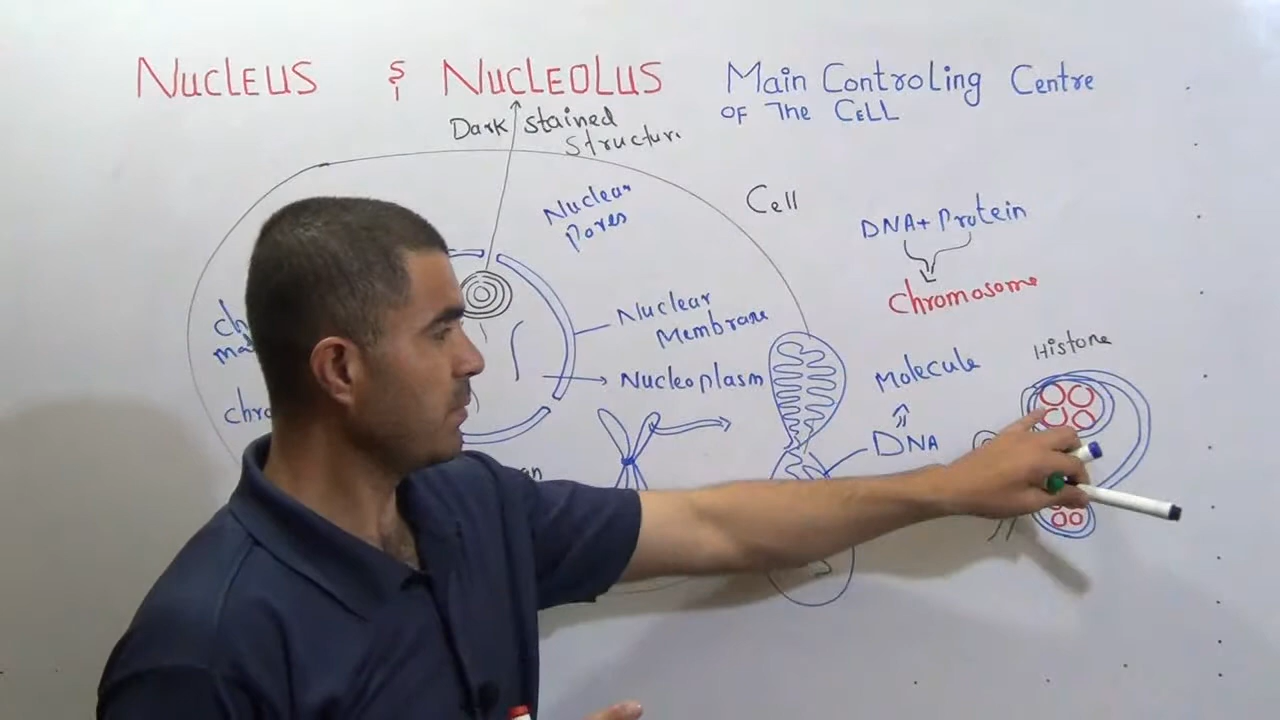 NUCLEUS & NUCLEOLUS
Main Controling Centre
OF The CELL
Dark stained
Structur
Nuclear
Pores
Cell
DNA + Protein
Chromosome
Nuclear
Membrane
Nucleoplasm
Molecule
DNA
Histone